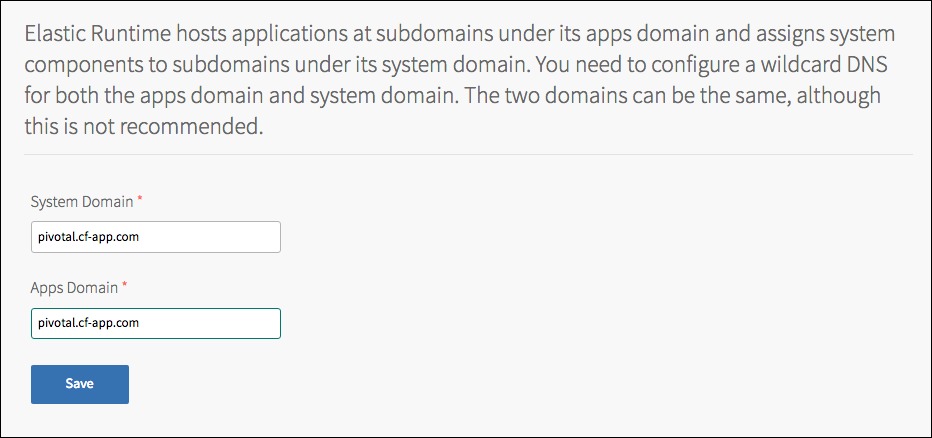 Elastic Runtime hosts applications at subdomains under its apps domain and assigns system
components to subdomains under its system domain. You need to configure a wildcard DNS
for both the apps domain and system domain. The two domains can be the same, although
this is not recommended.
System Domain *
pivotal.cf-app.com
Apps Domain *
pivotal.cf-app.com
Save